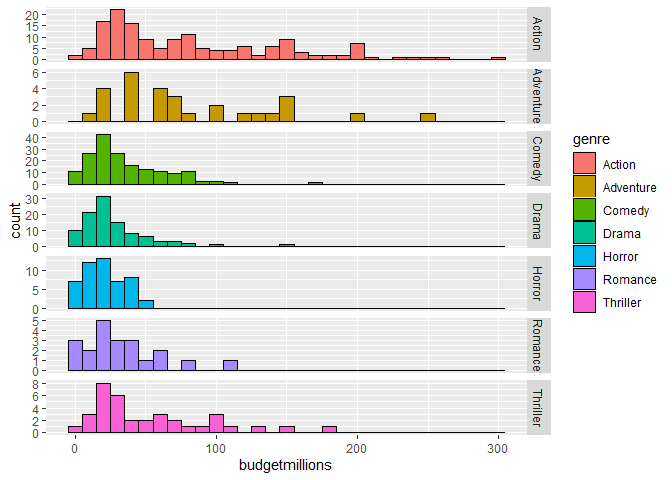 20
15
10
5
0
Action
6
4
2
0
Adventure
40
30
20
10
0
Comedy
30
20
10
0
Drama
10
5
0
Horror
5
4
3
2
1
0
Romance
8
6
4
2
0
Thriller
count
0 100 200 300
budgetmillions
genre
Action
Adventure
Comedy
Drama
Horror
Romance
Thriller